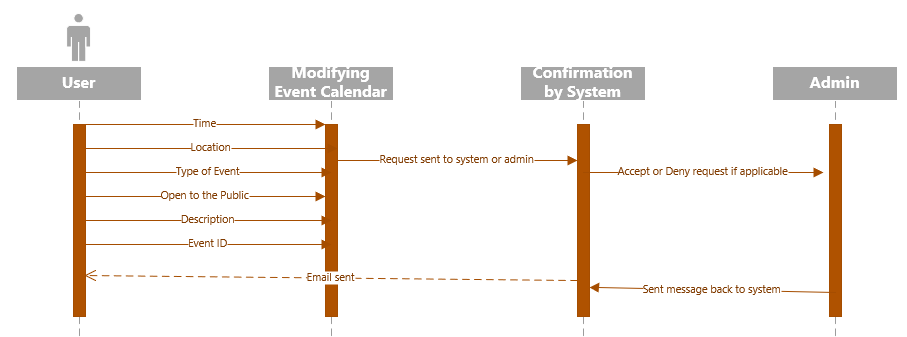 User
Modifying
Event Calendar
Confirmation
by System
Admin
Time
Location
Type of Event
Open to the Public
Description
Event ID
Request sent to system or admin
Accept or Deny request if applicable
Email sent
Sent message back to system